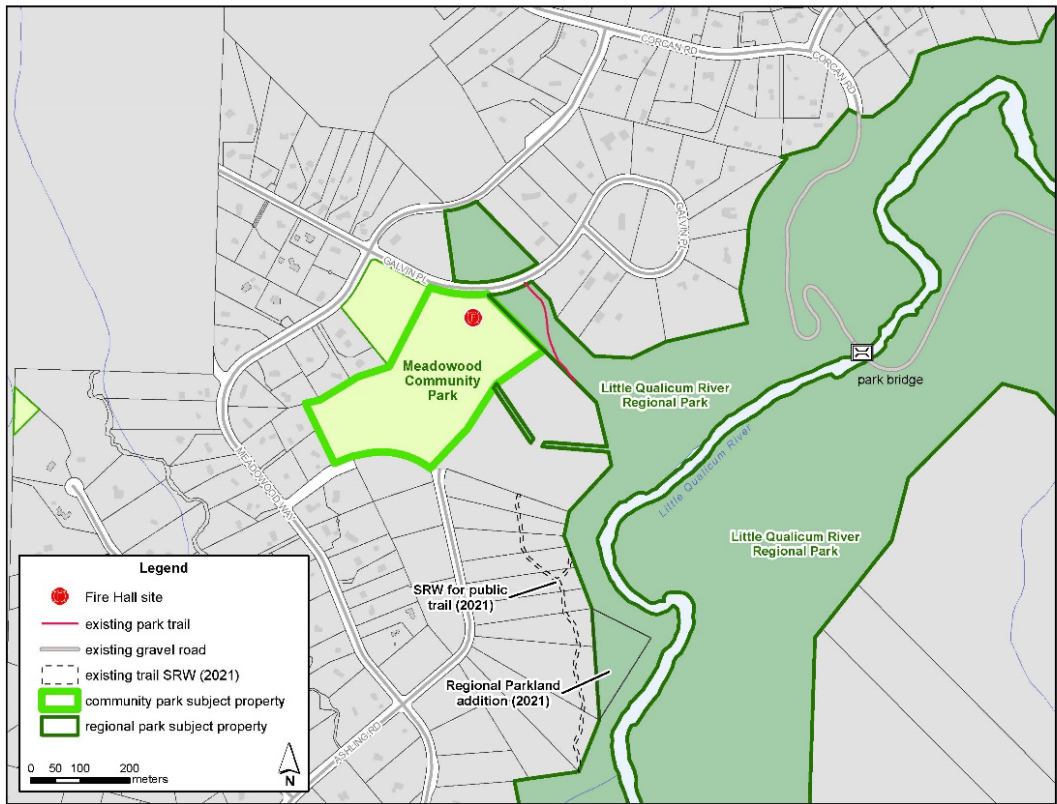 CORCAN RD
CORCAN RD
GALVIN PL
GALVIN PL
F
Meadowood
Community
Park
Little Qualicum River
Regional Park
park bridge
Little Qualicum River
MEADOWOOD WAY
Little Qualicum River
Regional Park
SRW for public
trail (2021)
Regional Parkland
addition (2021)
ASHLING RD
Legend
F
Fire Hall site
existing park trail
existing gravel road
existing trail SRW (2021)
community park subject property
regional park subject property
0 50 100 200
meters
N